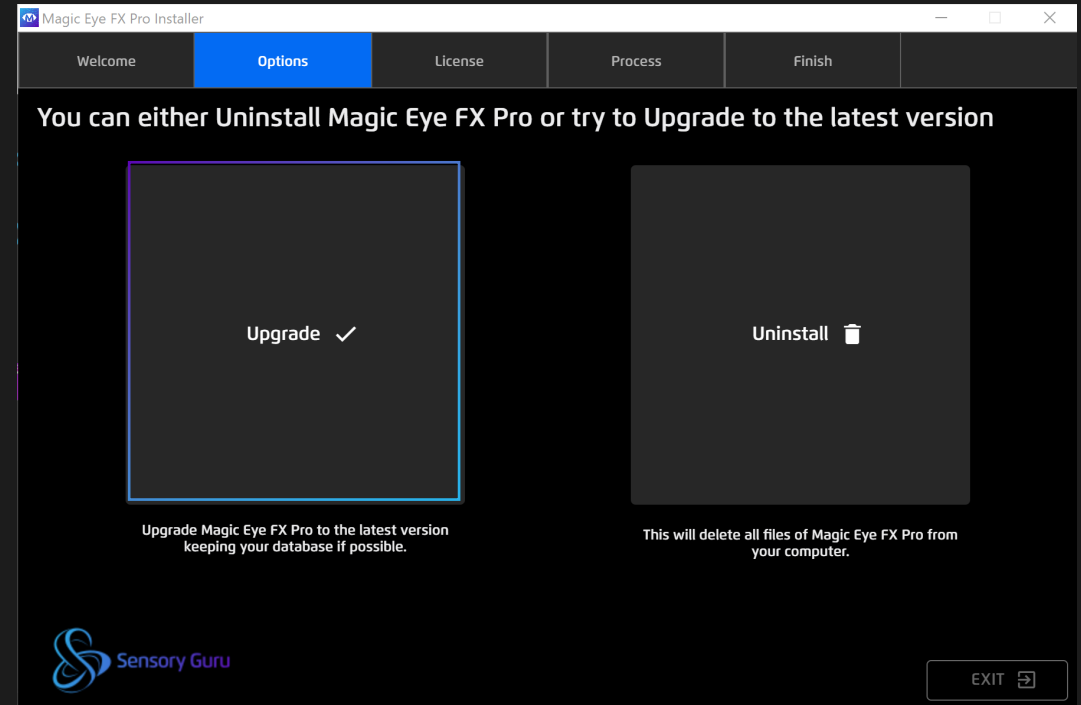 Magic Eye FX Pro Installer
Welcome
Options
License
Process
Finish
You can either Uninstall Magic Eye FX Pro or try to Upgrade to the latest version
Upgrade
Uninstall
Upgrade Magic Eye FX Pro to the latest version
keeping your database if possible.
This will delete all files of Magic Eye FX Pro from
your computer.
Sensory Guru
EXIT